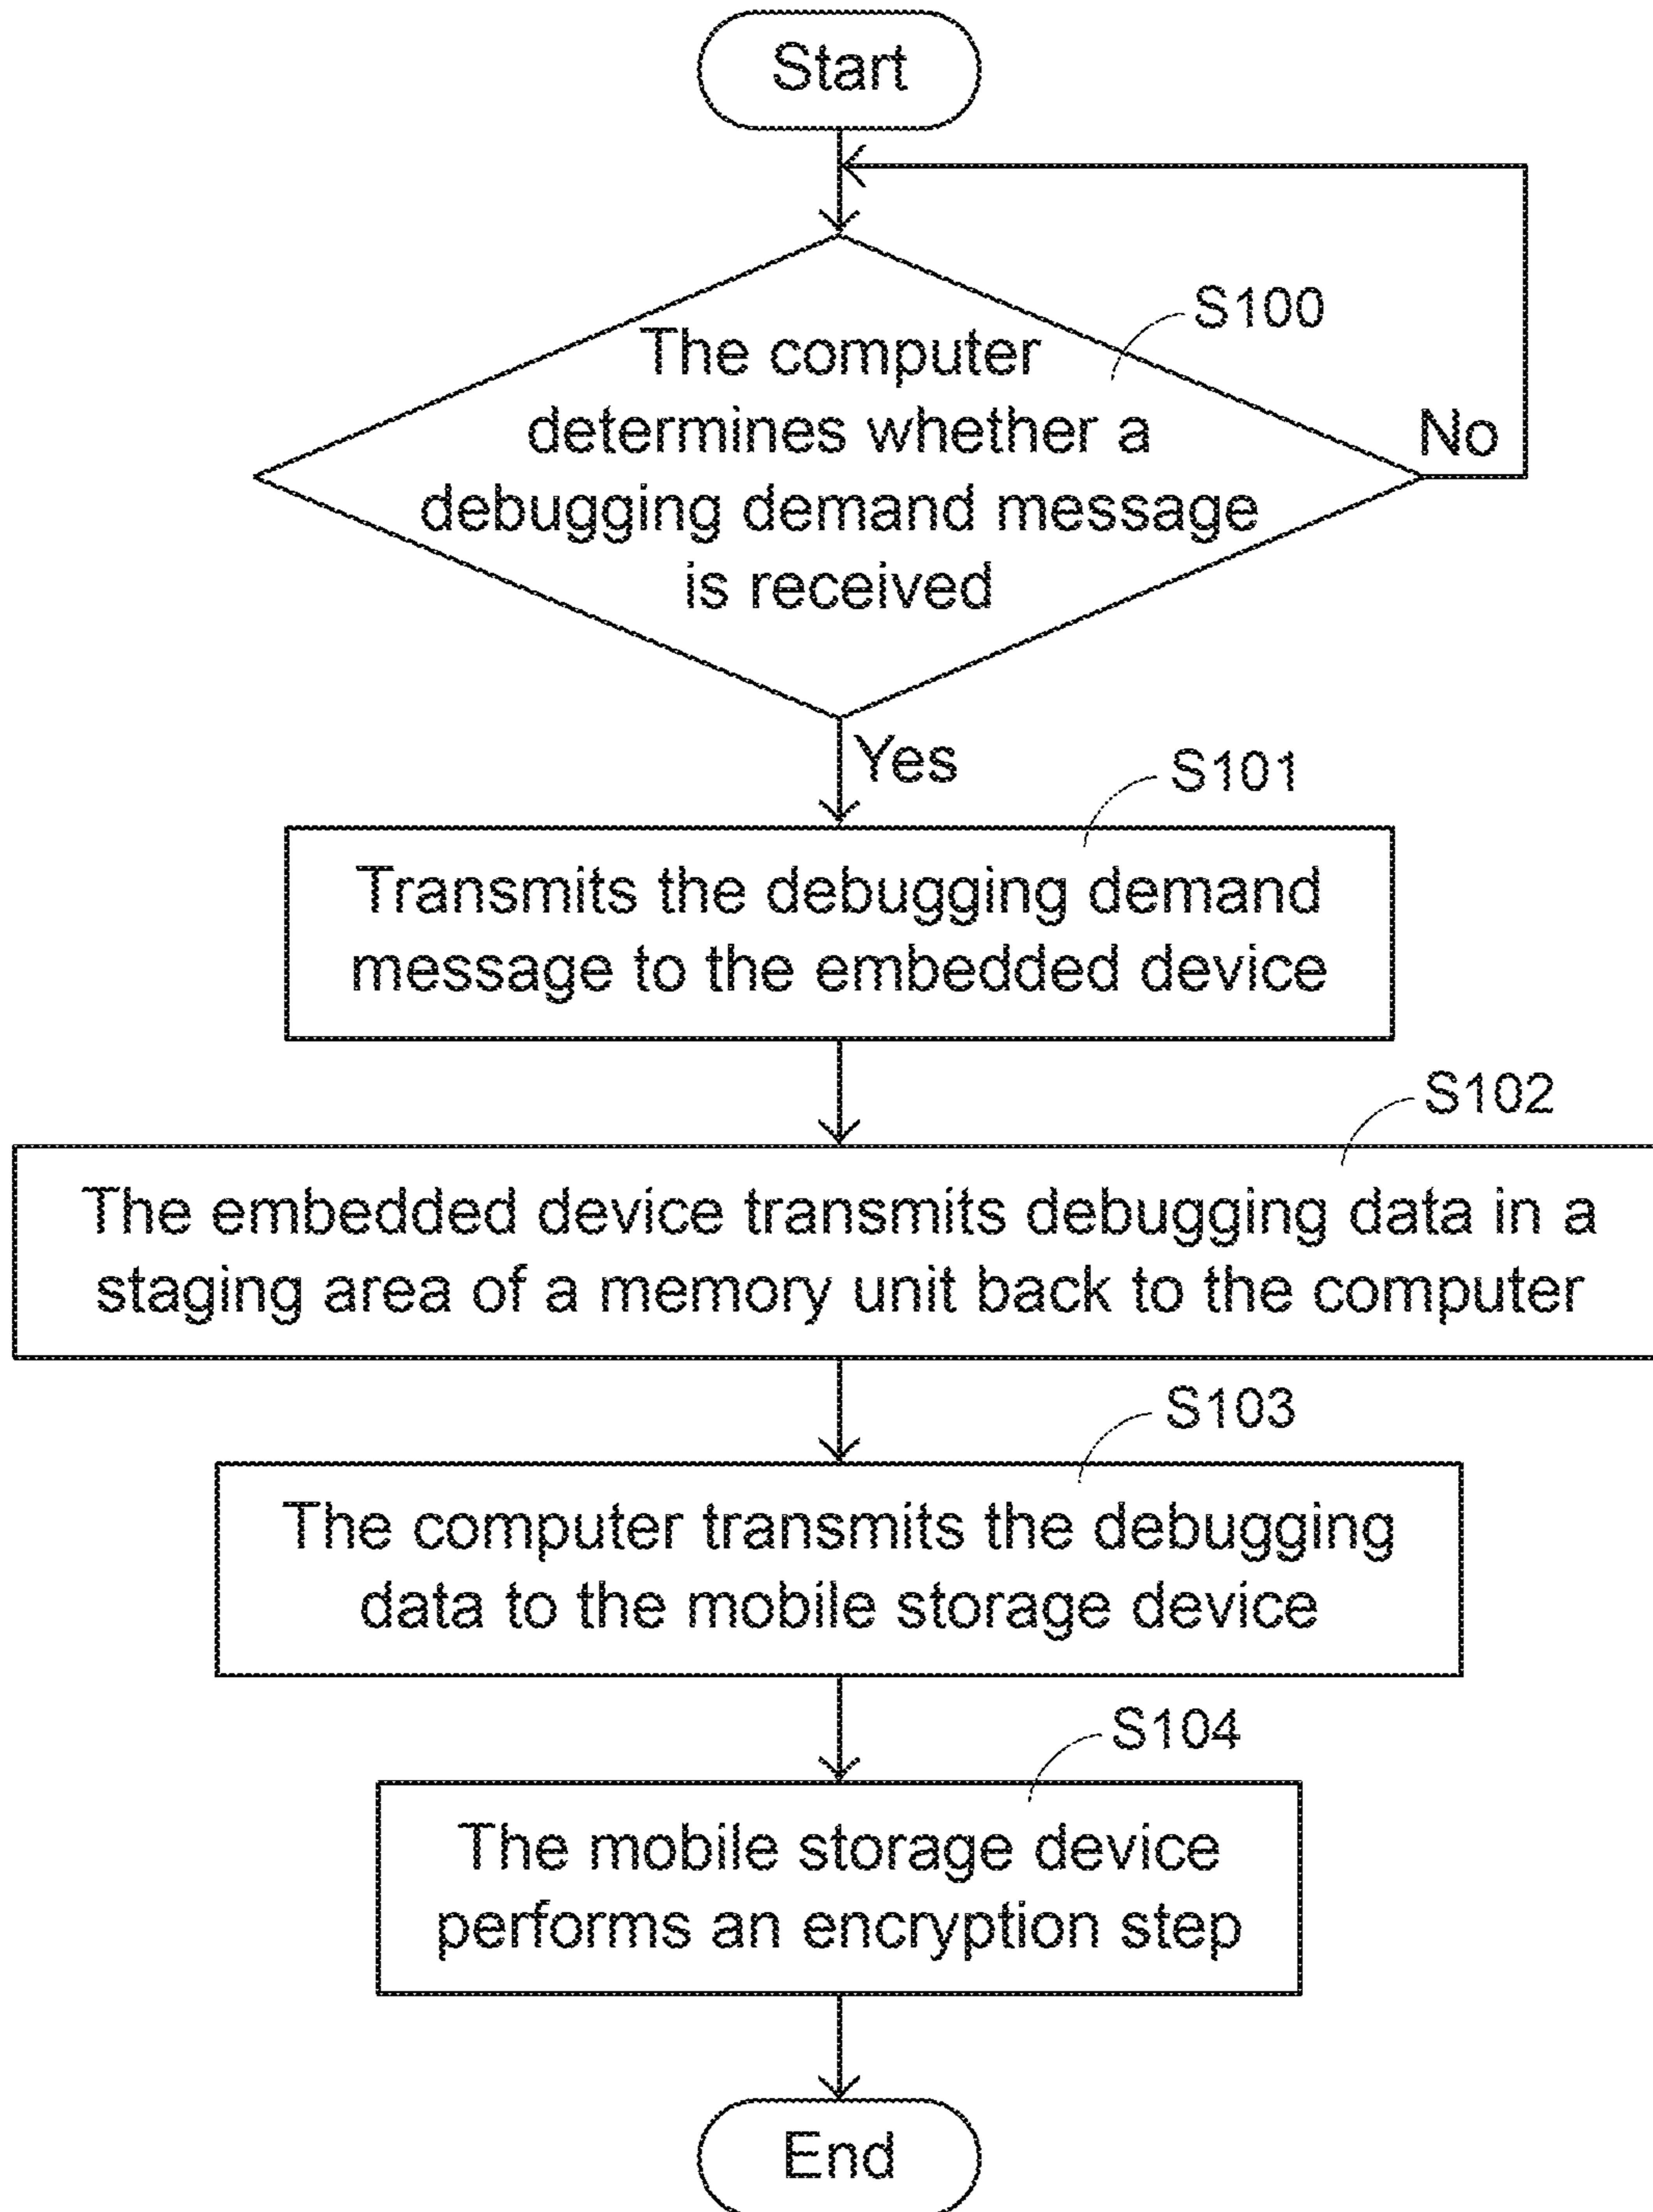 Start
S100
The computer
determines whether a
debugging demand message
is received
No
Yes
S101
Transmits the debugging demand
message to the embedded device
S102
The embedded device transmits debugging data in a
staging area of a memory unit back to the computer
S103
The computer transmits the debugging
data to the mobile storage device
S104
The mobile storage device
performs an encryption step
End